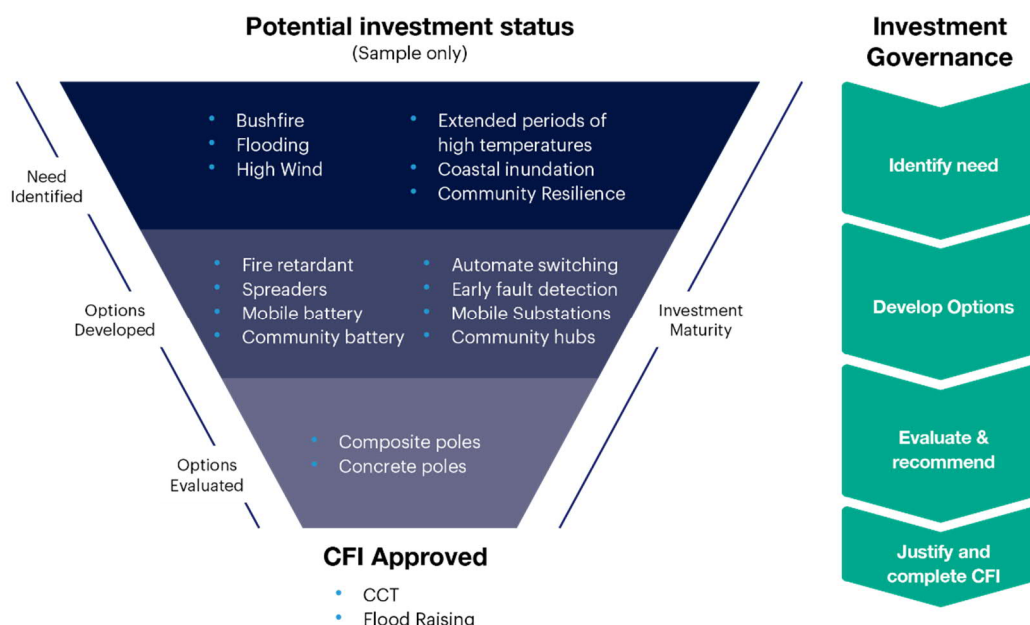 Potential investment status
(Sample only)
Investment
Governance
Need
Identified
• Bushfire
• Flooding
• High Wind
• Extended periods of
high temperatures
• Coastal inundation
• Community Resilience
Identify need
Options
Developed
• Fire retardant
• Spreaders
• Mobile battery
• Community battery
• Automate switching
• Early fault detection
• Mobile Substations
• Community hubs
Investment
Maturity
Develop Options
Options
Evaluated
• Composite poles
• Concrete poles
Evaluate &
recommend
CFI Approved
• CCT
• Flood Raising
Justify and
complete CFI